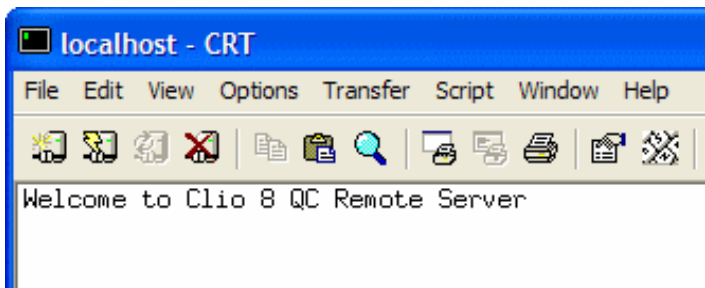 localhost - CRT
File Edit View Options Transfer Script Window Help
Welcome to Clio 8 QC Remote Server